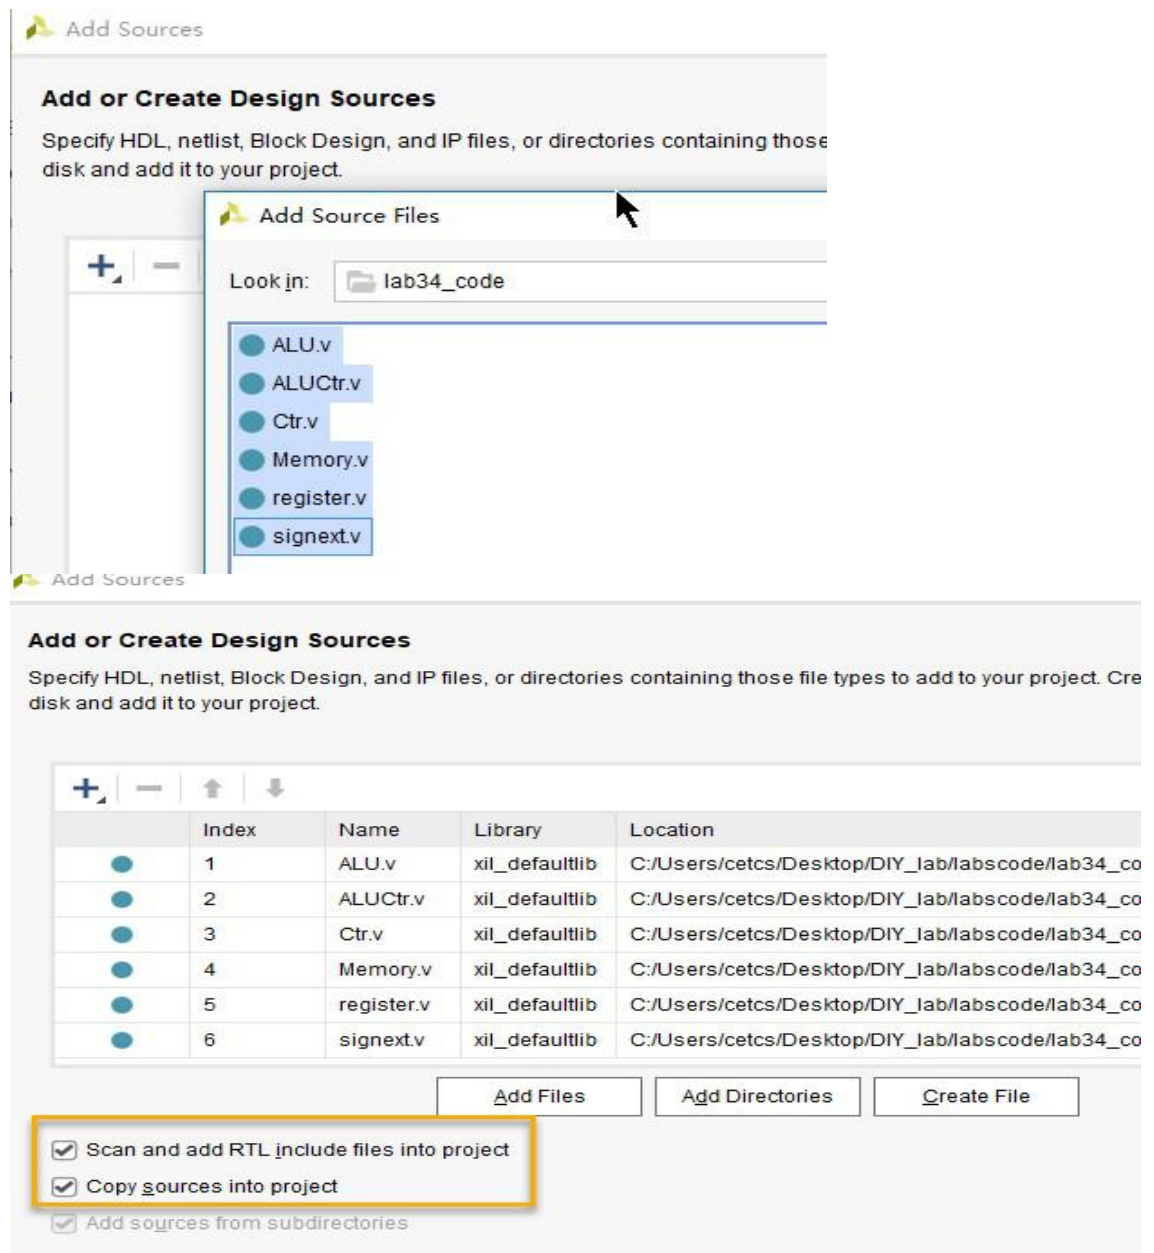 Add Sources
Add or Create Design Sources
Specify HDL, netlist, Block Design, and IP files, or directories containing those
disk and add it to your project.
Add Source Files
Look in: lab34_code
ALU.v
ALUCtr.v
Ctr.v
Memory.v
register.v
signext.v
Add Sources
Add or Create Design Sources
Specify HDL, netlist, Block Design, and IP files, or directories containing those file types to add to your project. Cre
disk and add it to your project.
Index Name Library Location
1 ALU.v xil_defaultlib C:/Users/cetcs/Desktop/DIY_lab/labscode/lab34_co
2 ALUCtr.v xil_defaultlib C:/Users/cetcs/Desktop/DIY_lab/labscode/lab34_co
3 Ctr.v xil_defaultlib C:/Users/cetcs/Desktop/DIY_lab/labscode/lab34_co
4 Memory.v xil_defaultlib C:/Users/cetcs/Desktop/DIY_lab/labscode/lab34_co
5 register.v xil_defaultlib C:/Users/cetcs/Desktop/DIY_lab/labscode/lab34_co
6 signext.v xil_defaultlib C:/Users/cetcs/Desktop/DIY_lab/labscode/lab34_co
Add Files Add Directories Create File
Scan and add RTL include files into project
Copy sources into project
Add sources from subdirectories